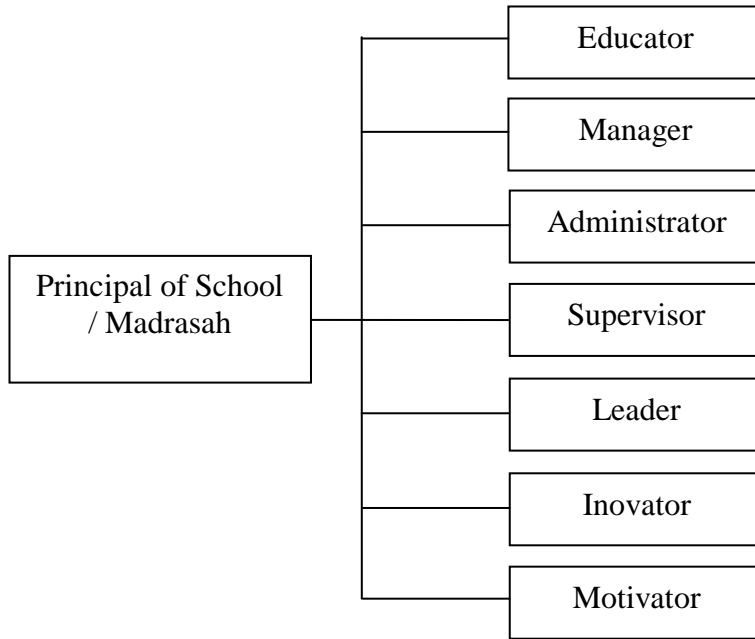 Educator
Manager
Administrator
Principal of School
/ Madrasah
Supervisor
Leader
Inovator
Motivator